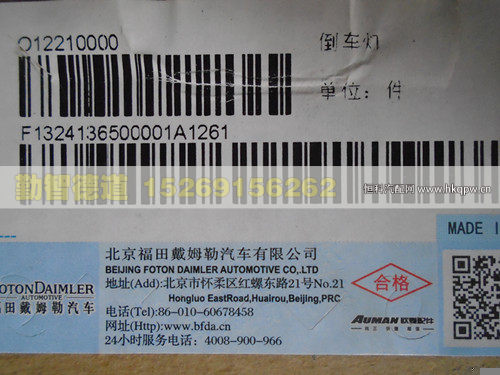 O12210000
倒车灯
单位：件
F1324136500001A1261
勤智德道 15269156262
恒科汽配网 www.hkqpw.cn
MADE I
北京福田戴姆勒汽车有限公司
BEIJING FOTON DAIMLER AUTOMOTIVE CO.,LTD
地址(Add):北京市怀柔区红螺东路21号No.21
Hongluo EastRoad,Huairou,Beijing,PRC
电话(Tel):86-010-60678458
网址(Http):www.bfda.cn
24小时服务电话：4008-900-966
FOTON DAIMLER
AUTOMOTIVE
福田戴姆勒汽车
合格
AUMAN 欧曼配件